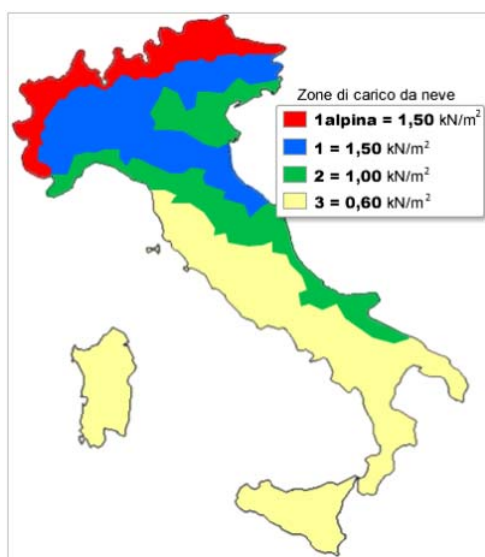 Zone di carico da neve
1alpina = 1,50 kN/m²
1 = 1,50 kN/m²
2 = 1,00 kN/m²
3 = 0,60 kN/m²